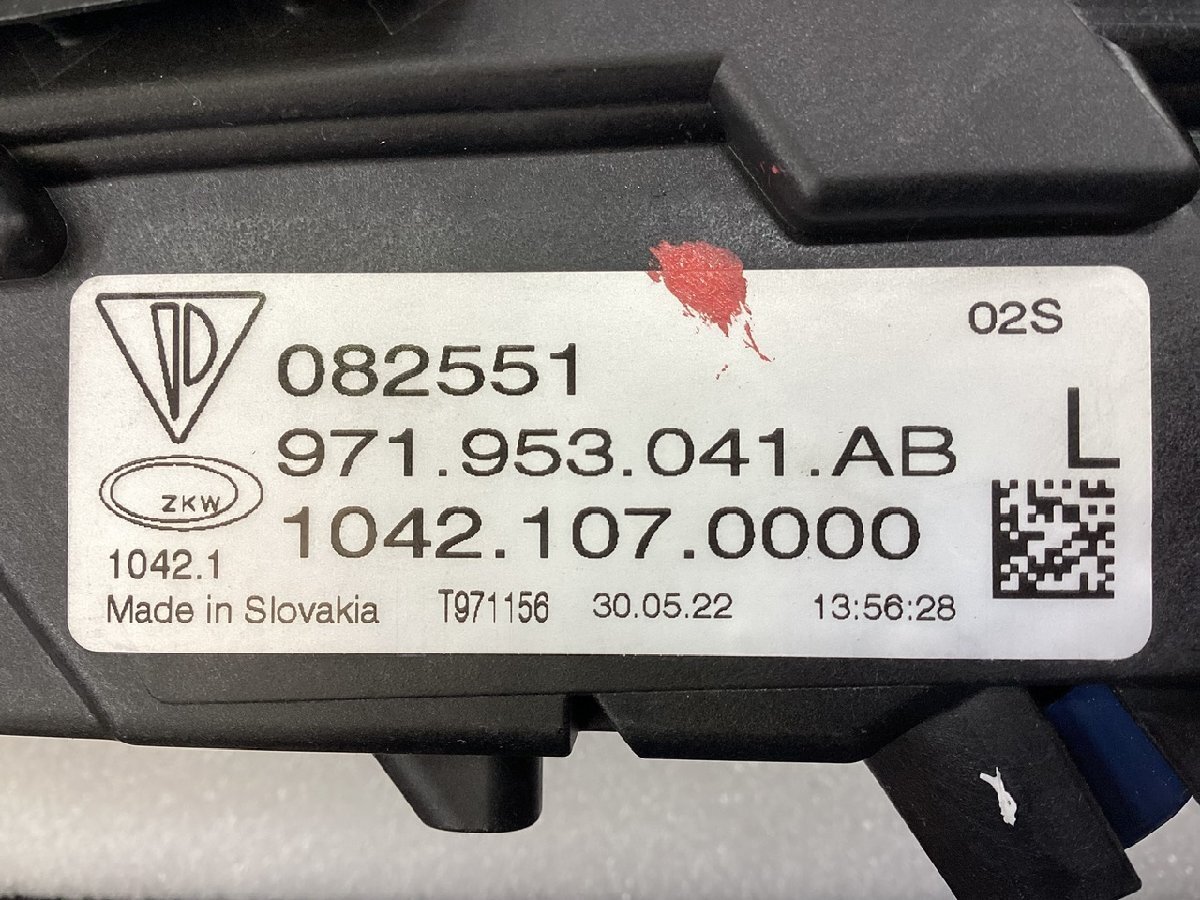 02S
082551
971.953.041.AB
L
ZKW
1042.107.0000
1042.1
Made in Slovakia T971156 30.05.22 13:56:28